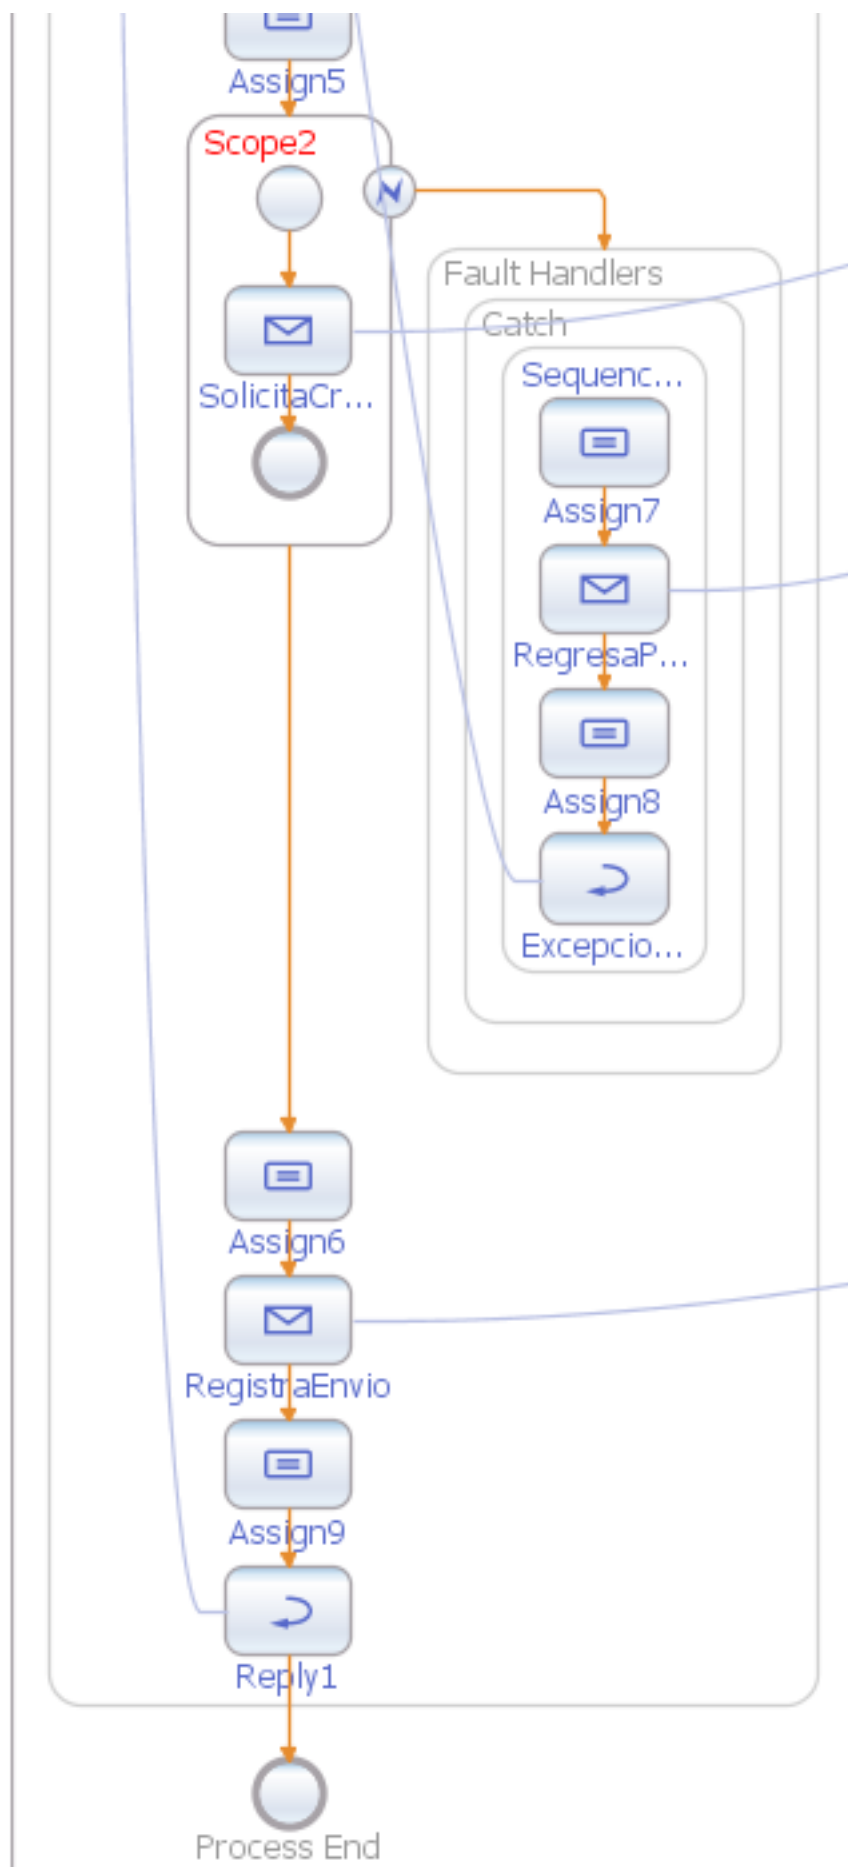 Assign5
Scope2
Fault Handlers
Catch
Sequenc...
SolicitaCr...
Assign7
RegresaP...
Assign8
Excepcio...
Assign6
RegistraEnvio
Assign9
Reply1
Process End